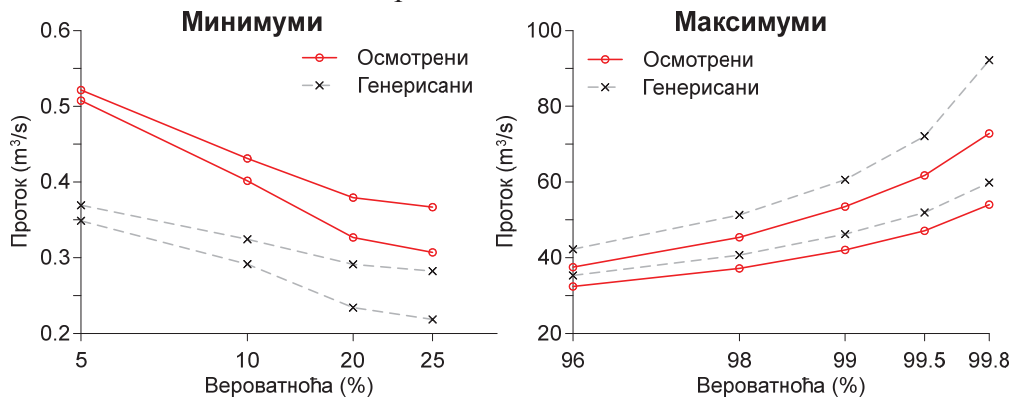 Минимуми
0.6
0.5
0.4
0.3
0.2
Проток (m³/s)
Осмотрени
Генерисани
5 10 20 25
Вероватноћа (%)
Максимуми
100
80
60
40
20
Проток (m³/s)
Осмотрени
Генерисани
96 98 99 99.5 99.8
Вероватноћа (%)